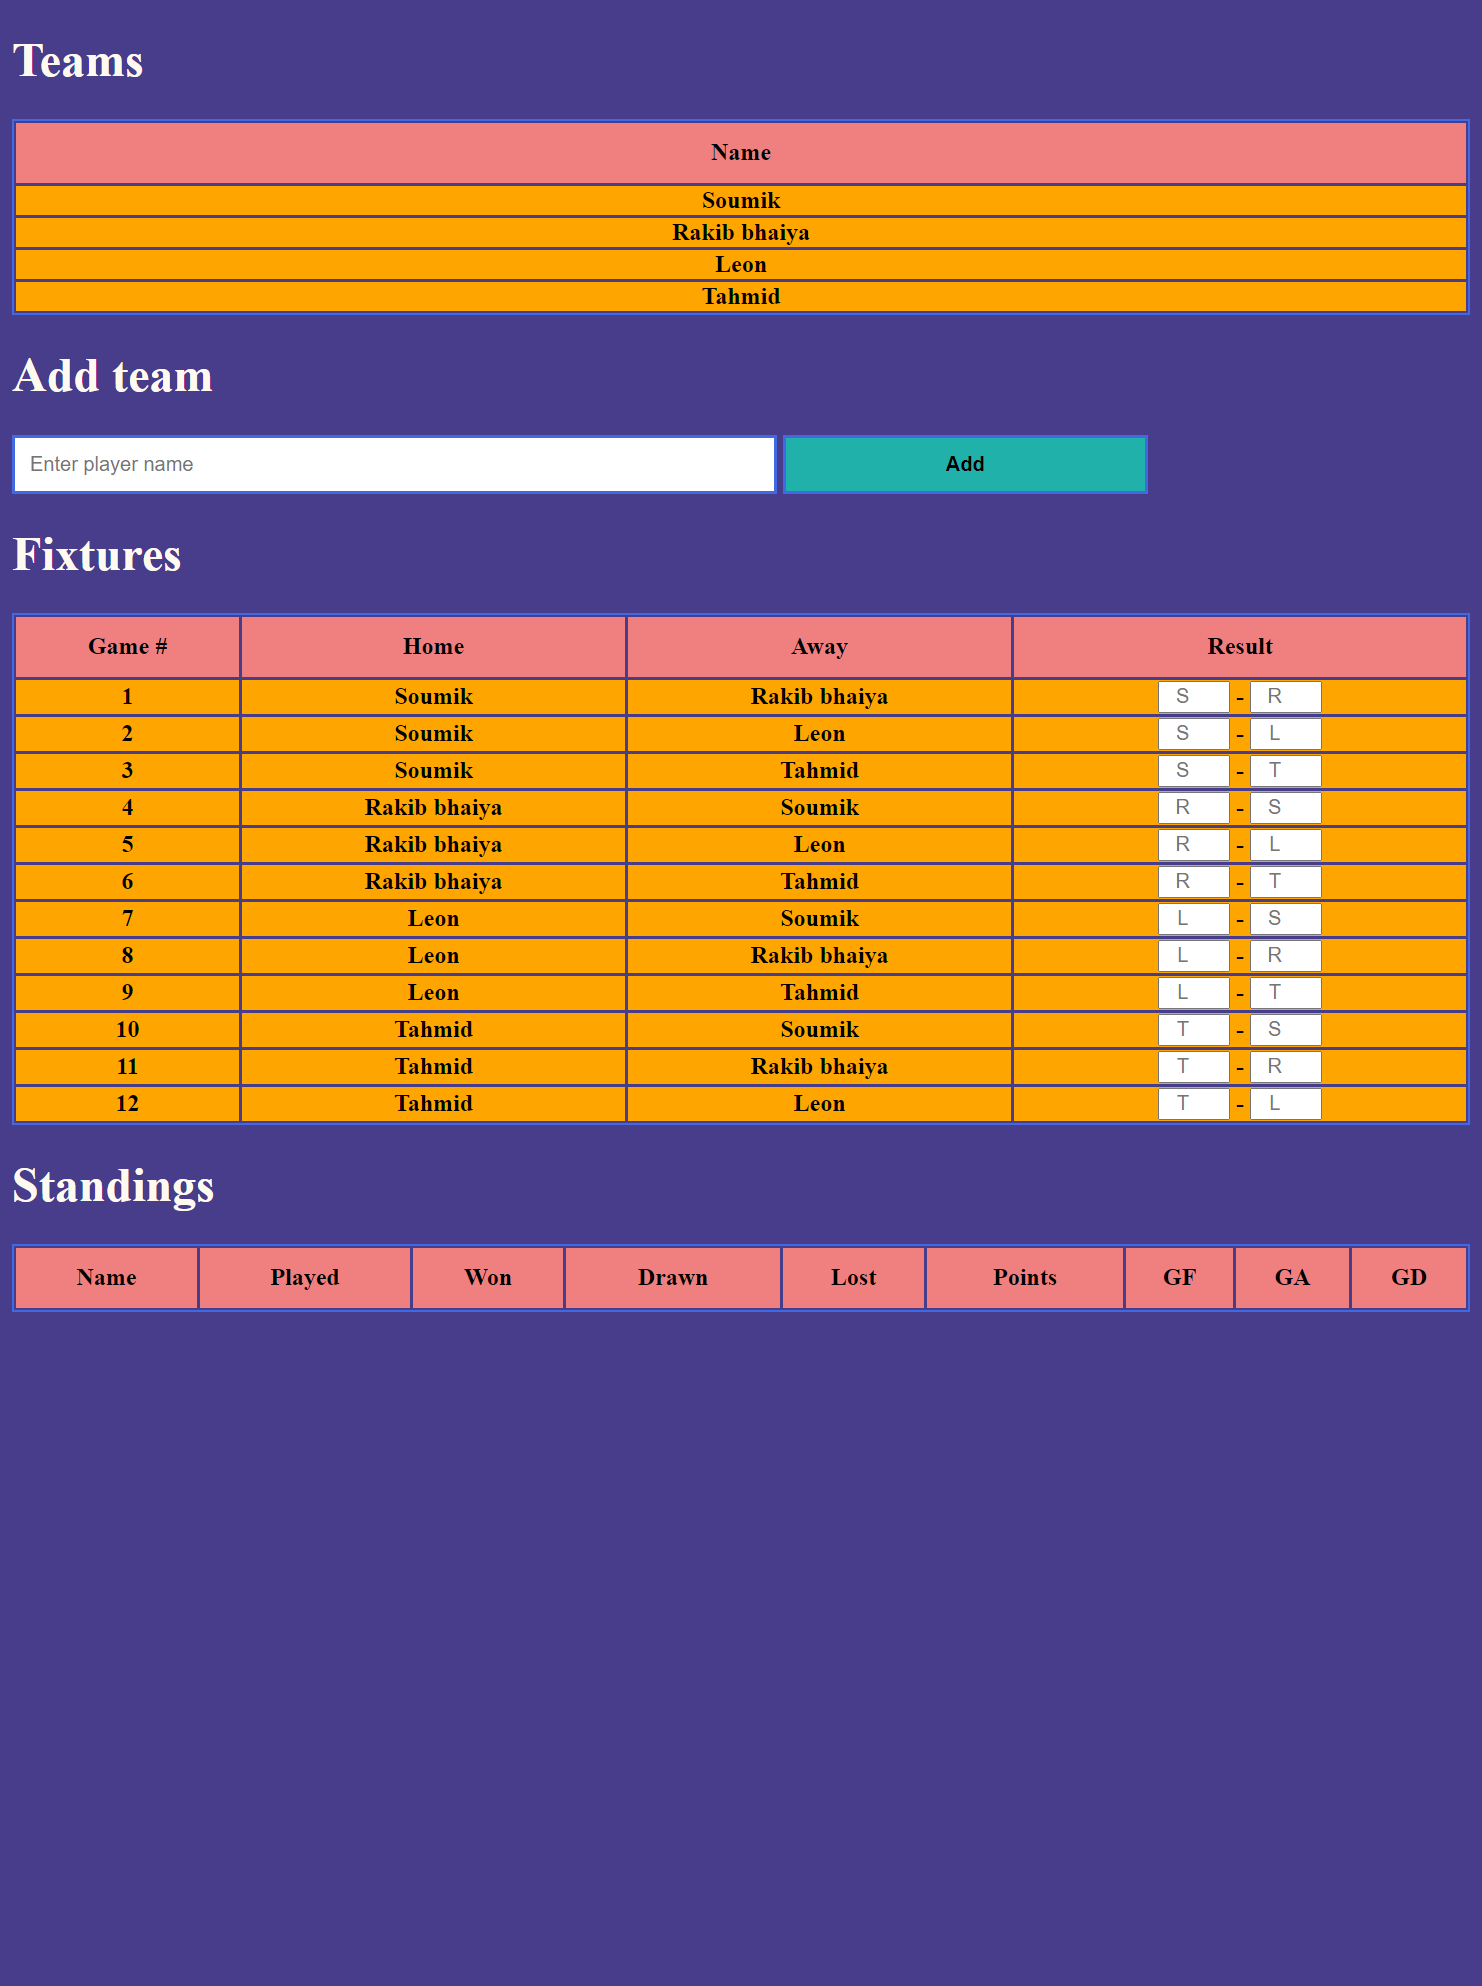 Teams
Name
Soumik
Rakib bhaiya
Leon
Tahmid
Add team
Enter player name Add
Fixtures
Game # Home Away Result
1 Soumik Rakib bhaiya S - R
2 Soumik Leon S - L
3 Soumik Tahmid S - T
4 Rakib bhaiya Soumik R - S
5 Rakib bhaiya Leon R - L
6 Rakib bhaiya Tahmid R - T
7 Leon Soumik L - S
8 Leon Rakib bhaiya L - R
9 Leon Tahmid L - T
10 Tahmid Soumik T - S
11 Tahmid Rakib bhaiya T - R
12 Tahmid Leon T - L
Standings
Name Played Won Drawn Lost Points GF GA GD